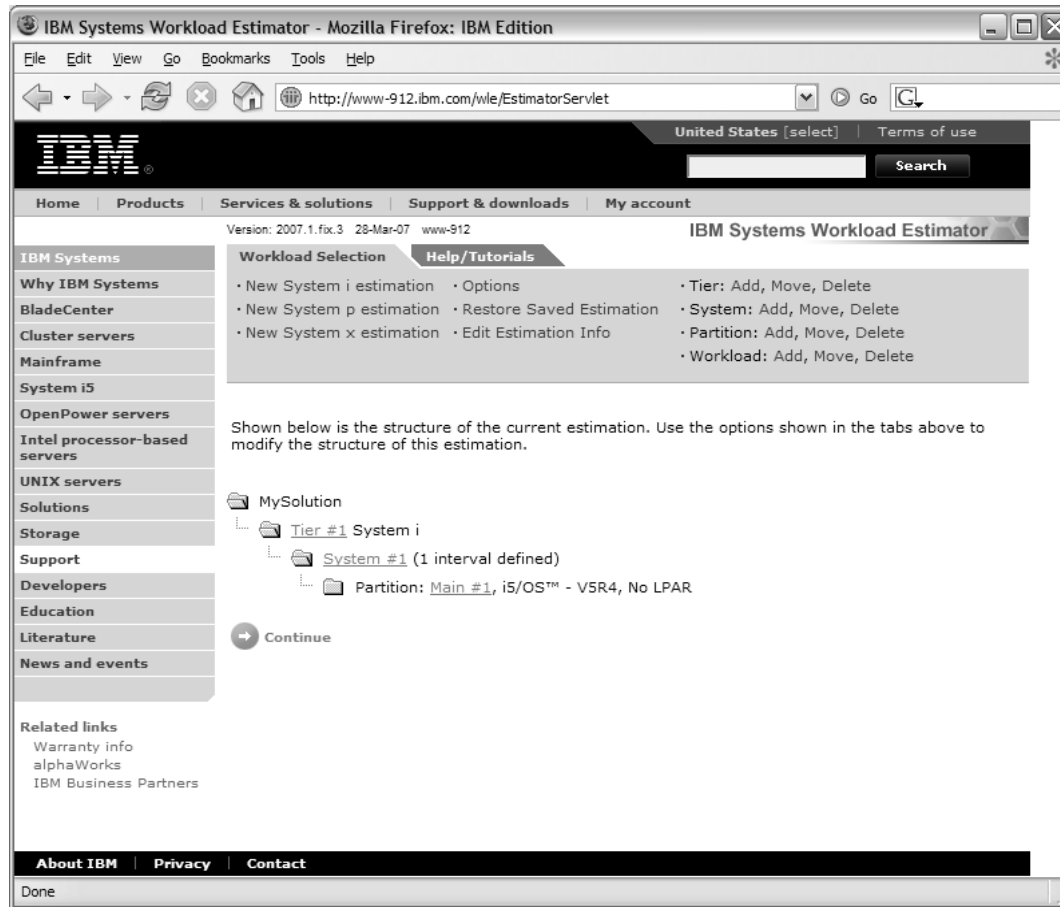 IBM Systems Workload Estimator - Mozilla Firefox: IBM Edition
File Edit View Go Bookmarks Tools Help
http://www-912.ibm.com/wle/EstimatorServlet Go G
United States [select] | Terms of use
IBM®
Search
Home | Products | Services & solutions | Support & downloads | My account
Version: 2007.1.fix.3 28-Mar-07 www-912 IBM Systems Workload Estimator
IBM Systems
Why IBM Systems
BladeCenter
Cluster servers
Mainframe
System i5
OpenPower servers
Intel processor-based
servers
UNIX servers
Solutions
Storage
Support
Developers
Education
Literature
News and events
Related links
Warranty info
alphaWorks
IBM Business Partners
Workload Selection Help/Tutorials
· New System i estimation · Options · Tier: Add, Move, Delete
· New System p estimation · Restore Saved Estimation · System: Add, Move, Delete
· New System x estimation · Edit Estimation Info · Partition: Add, Move, Delete
· Workload: Add, Move, Delete
Shown below is the structure of the current estimation. Use the options shown in the tabs above to
modify the structure of this estimation.
MySolution
Tier #1 System i
System #1 (1 interval defined)
Partition: Main #1, i5/OS™ - V5R4, No LPAR
Continue
About IBM | Privacy | Contact
Done